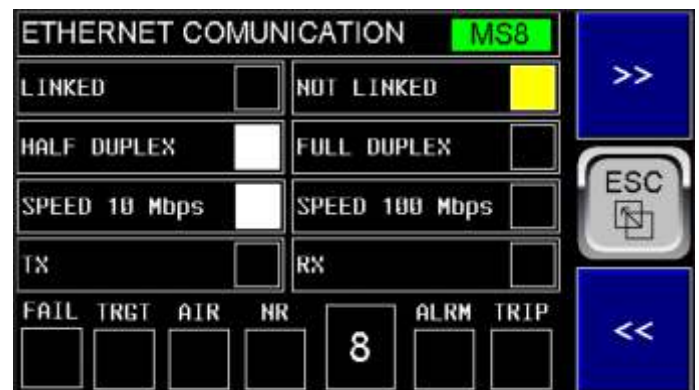 ETHERNET COMUNICATION MS8
>>
LINKED NOT LINKED
HALF DUPLEX FULL DUPLEX
ESC
SPEED 10 Mbps SPEED 100 Mbps
TX RX
FAIL TRGT AIR NR ALRM TRIP
8
<<